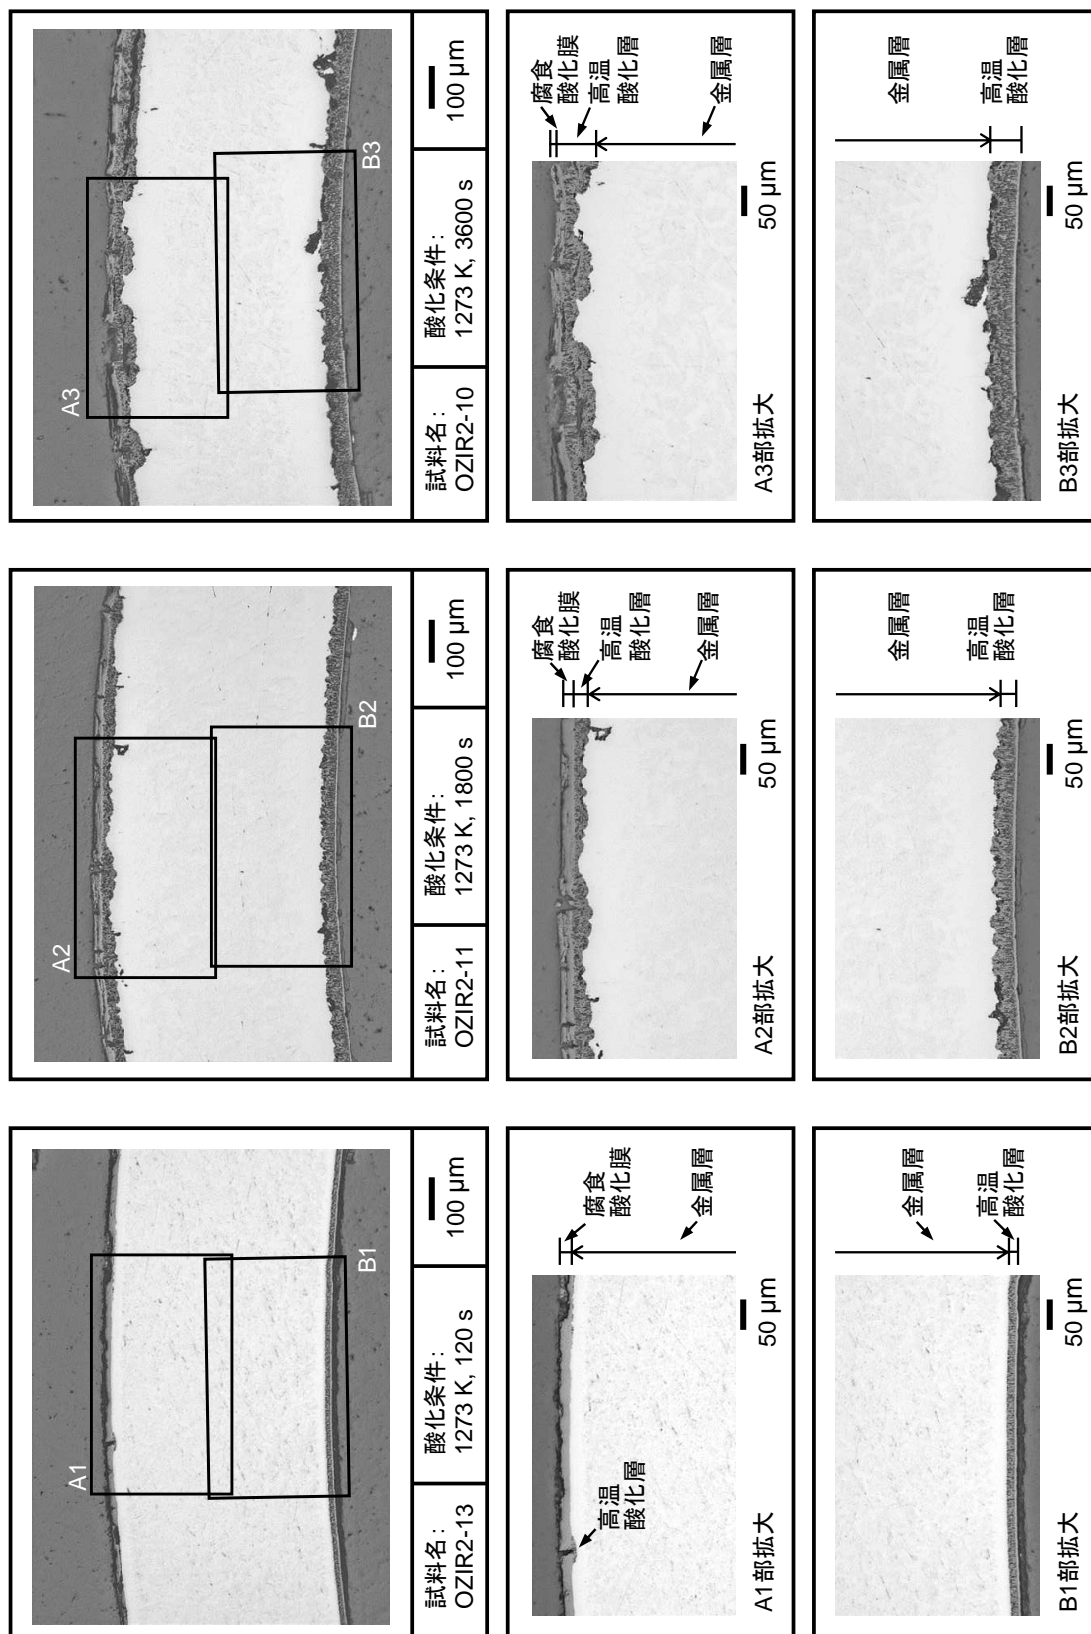 A1
B1
試料名：
OZIR2-13
酸化条件：
1273 K, 120 s
100 µm
高温
酸化層
腐食
酸化膜
金属層
A1部拡大
50 µm
金属層
高温
酸化層
B1部拡大
50 µm
A2
B2
試料名：
OZIR2-11
酸化条件：
1273 K, 1800 s
100 µm
腐食
酸化膜
高温
酸化層
金属層
A2部拡大
50 µm
金属層
高温
酸化層
B2部拡大
50 µm
A3
B3
試料名：
OZIR2-10
酸化条件：
1273 K, 3600 s
100 µm
腐食
酸化膜
高温
酸化層
金属層
A3部拡大
50 µm
金属層
高温
酸化層
B3部拡大
50 µm